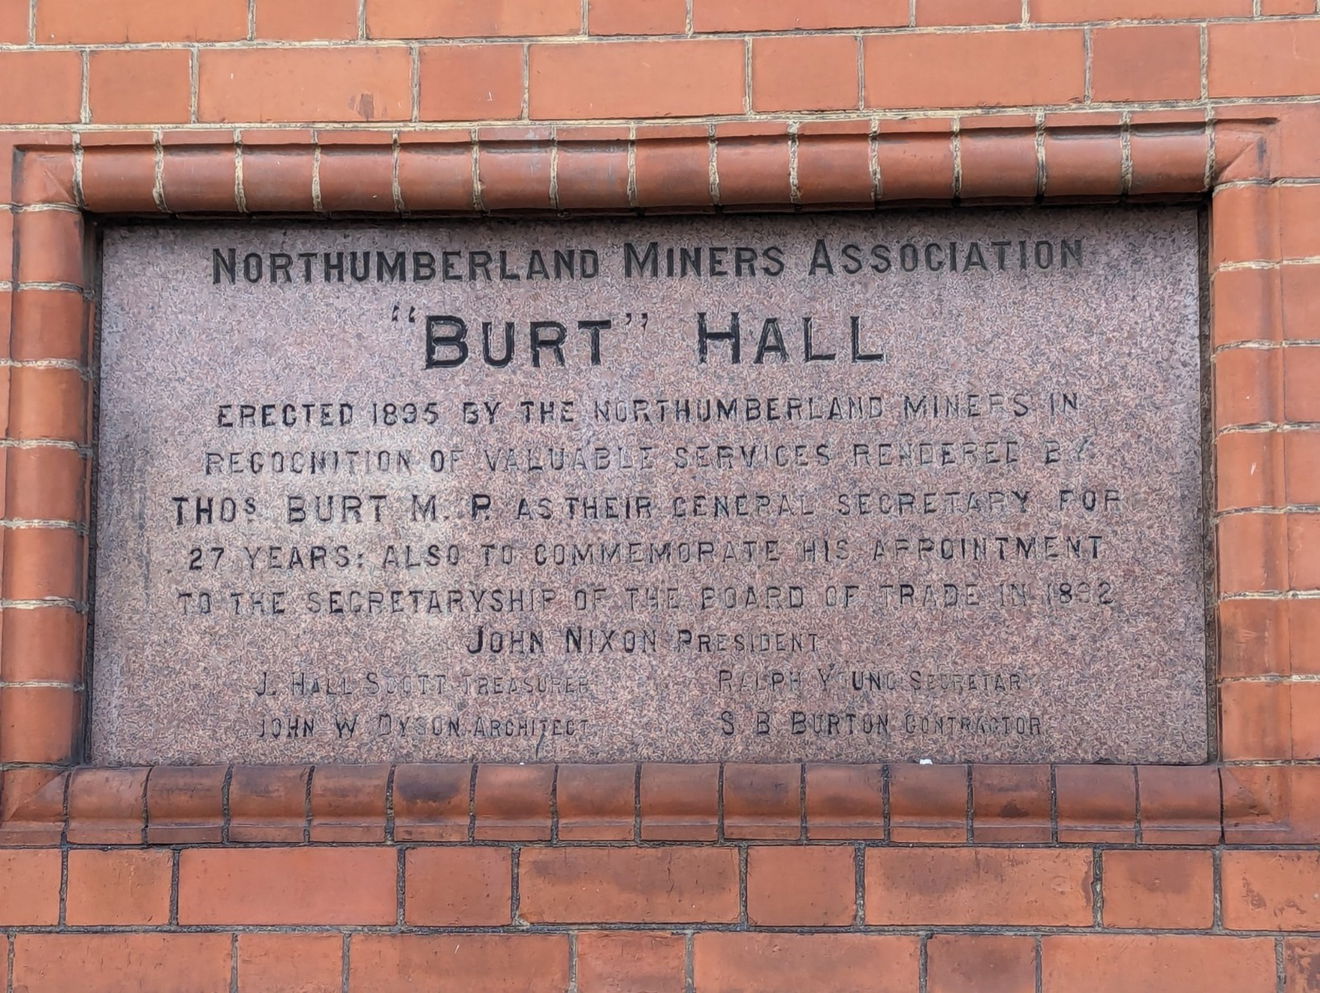 NORTHUMBERLAND MINERS ASSOCIATION
"BURT" HALL
ERECTED 1895 BY THE NORTHUMBERLAND MINERS IN
RECOGNITION OF VALUABLE SERVICES RENDERED BY
THOS. BURT M. P. AS THEIR GENERAL SECRETARY FOR
27 YEARS: ALSO TO COMMEMORATE HIS APPOINTMENT
TO THE SECRETARYSHIP OF THE BOARD OF TRADE IN 1892
JOHN NIXON PRESIDENT
J. HALL SCOTT TREASURER
RALPH YOUNG SECRETARY
JOHN W DYSON ARCHITECT
S B BURTON CONTRACTOR